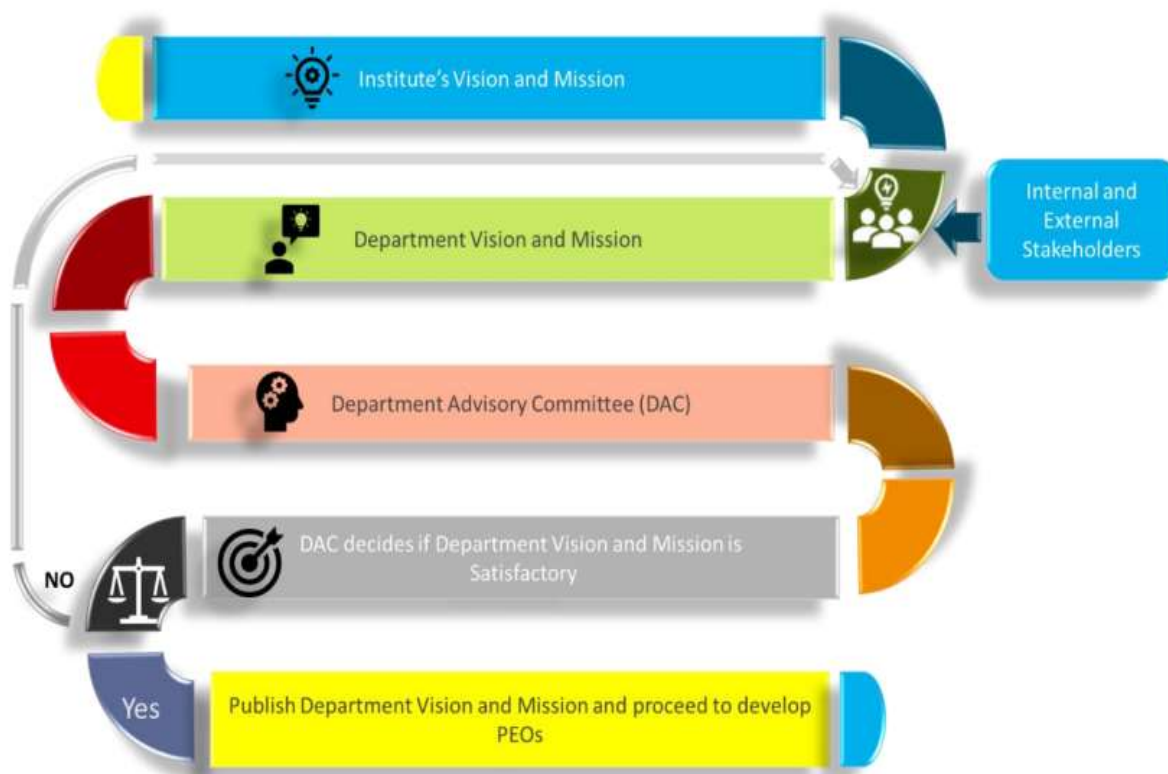 Institute's Vision and Mission
Internal and
External
Stakeholders
Department Vision and Mission
Department Advisory Committee (DAC)
DAC decides if Department Vision and Mission is
Satisfactory
NO
Yes
Publish Department Vision and Mission and proceed to develop
PEOs